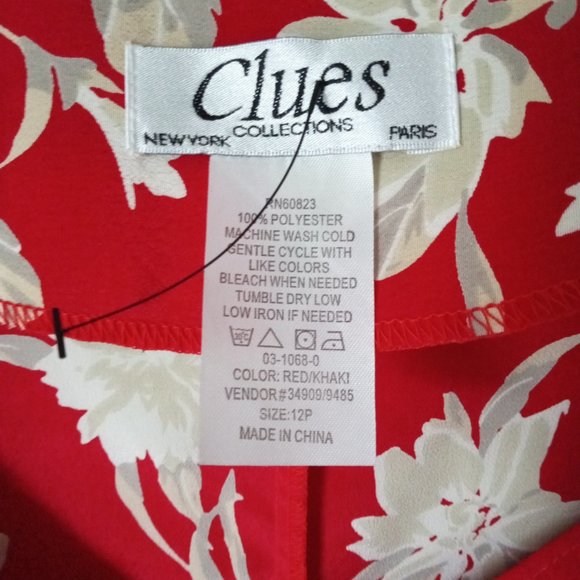 Clues
COLLECTIONS
NEWYORK PARIS
RN60823
100% POLYESTER
MACHINE WASH COLD
GENTLE CYCLE WITH
LIKE COLORS
BLEACH WHEN NEEDED
TUMBLE DRY LOW
LOW IRON IF NEEDED
03-1068-0
COLOR: RED/KHAKI
VENDOR#34909/9485
SIZE:12P
MADE IN CHINA